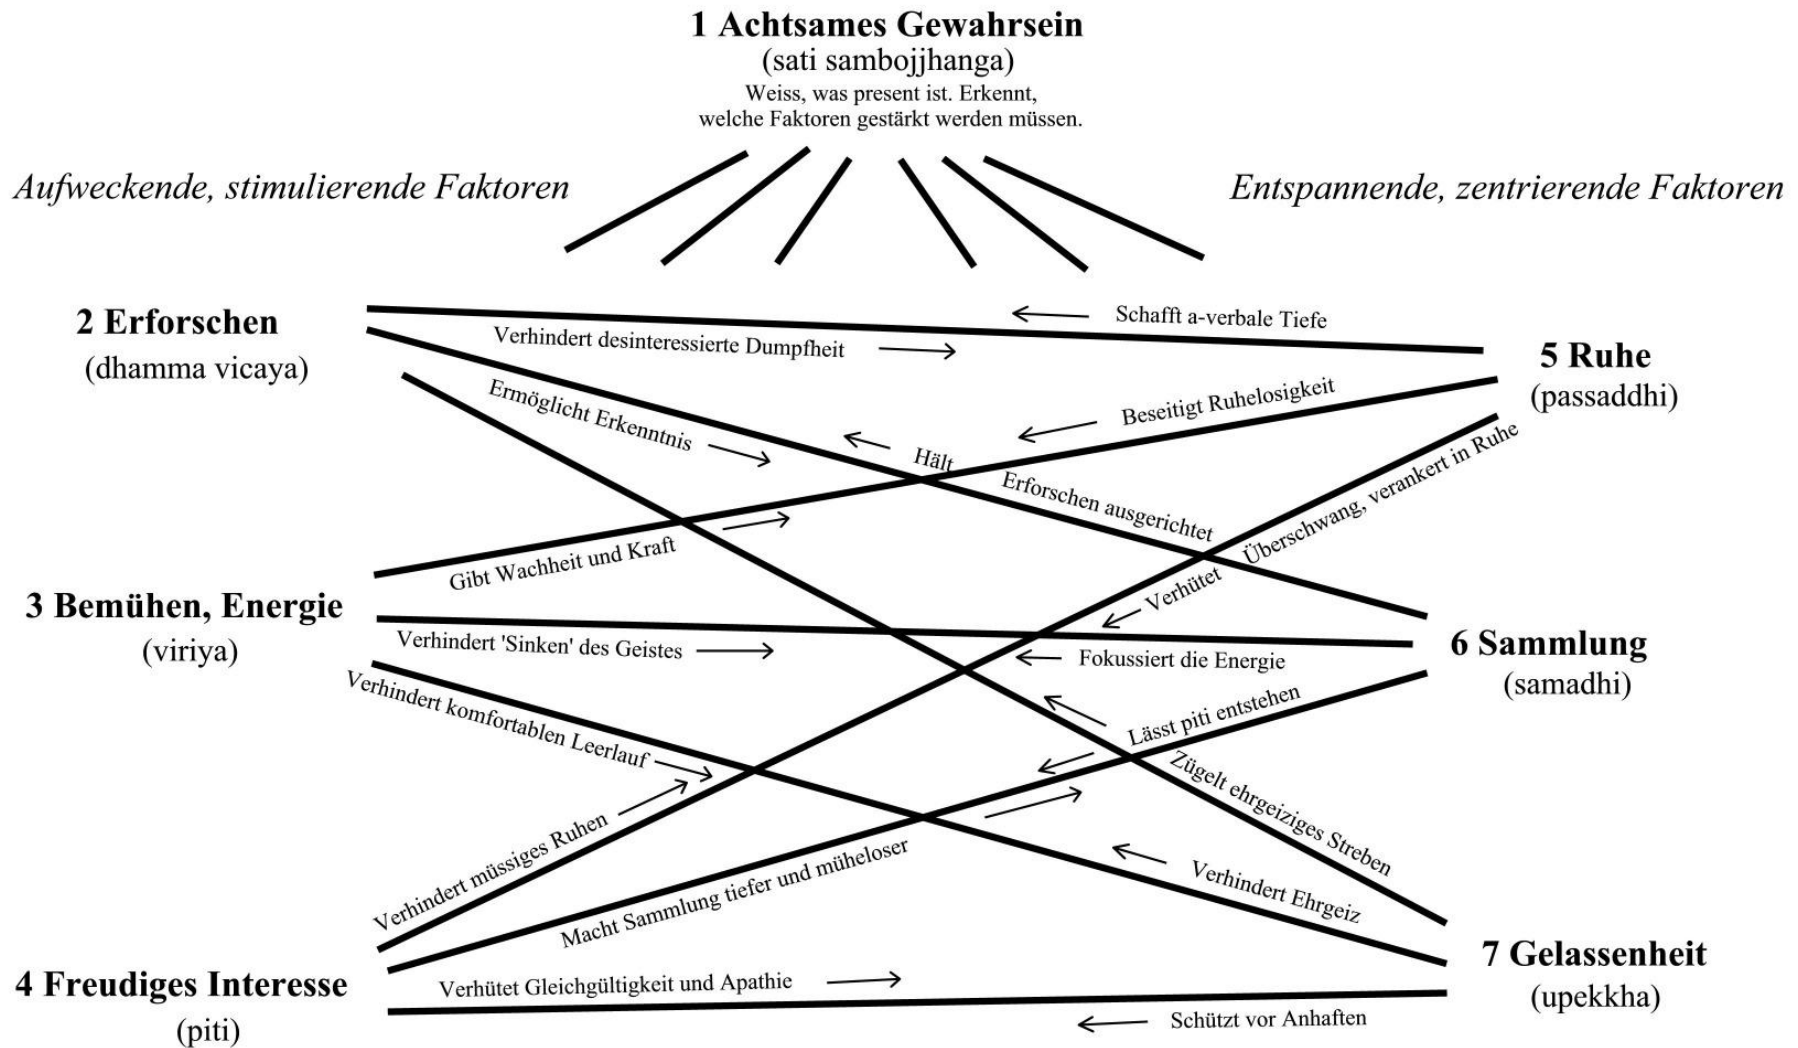 1 Achtsames Gewahrsein
(sati sambojjhanga)
Weiss, was present ist. Erkennt,
welche Faktoren gestärkt werden müssen.
Aufweckende, stimulierende Faktoren
Entspannende, zentrierende Faktoren
2 Erforschen
(dhamma vicaya)
Schafft a-verbale Tiefe
Verhindert desinteressierte Dumpfheit
5 Ruhe
(passaddhi)
Ermöglicht Erkenntnis
Beseitigt Ruhelosigkeit
Hält Erforschen ausgerichtet
Verhütet Überschwang, verankert in Ruhe
Gibt Wachheit und Kraft
3 Bemühen, Energie
(viriya)
Verhindert 'Sinken' des Geistes
Fokussiert die Energie
6 Sammlung
(samadhi)
Verhindert komfortablen Leerlauf
Lässt piti entstehen
Zügelt ehrgeiziges Streben
Verhindert müssiges Ruhen
Macht Sammlung tiefer und müheloser
Verhindert Ehrgeiz
4 Freudiges Interesse
(piti)
Verhütet Gleichgültigkeit und Apathie
Schützt vor Anhaften
7 Gelassenheit
(upekkha)